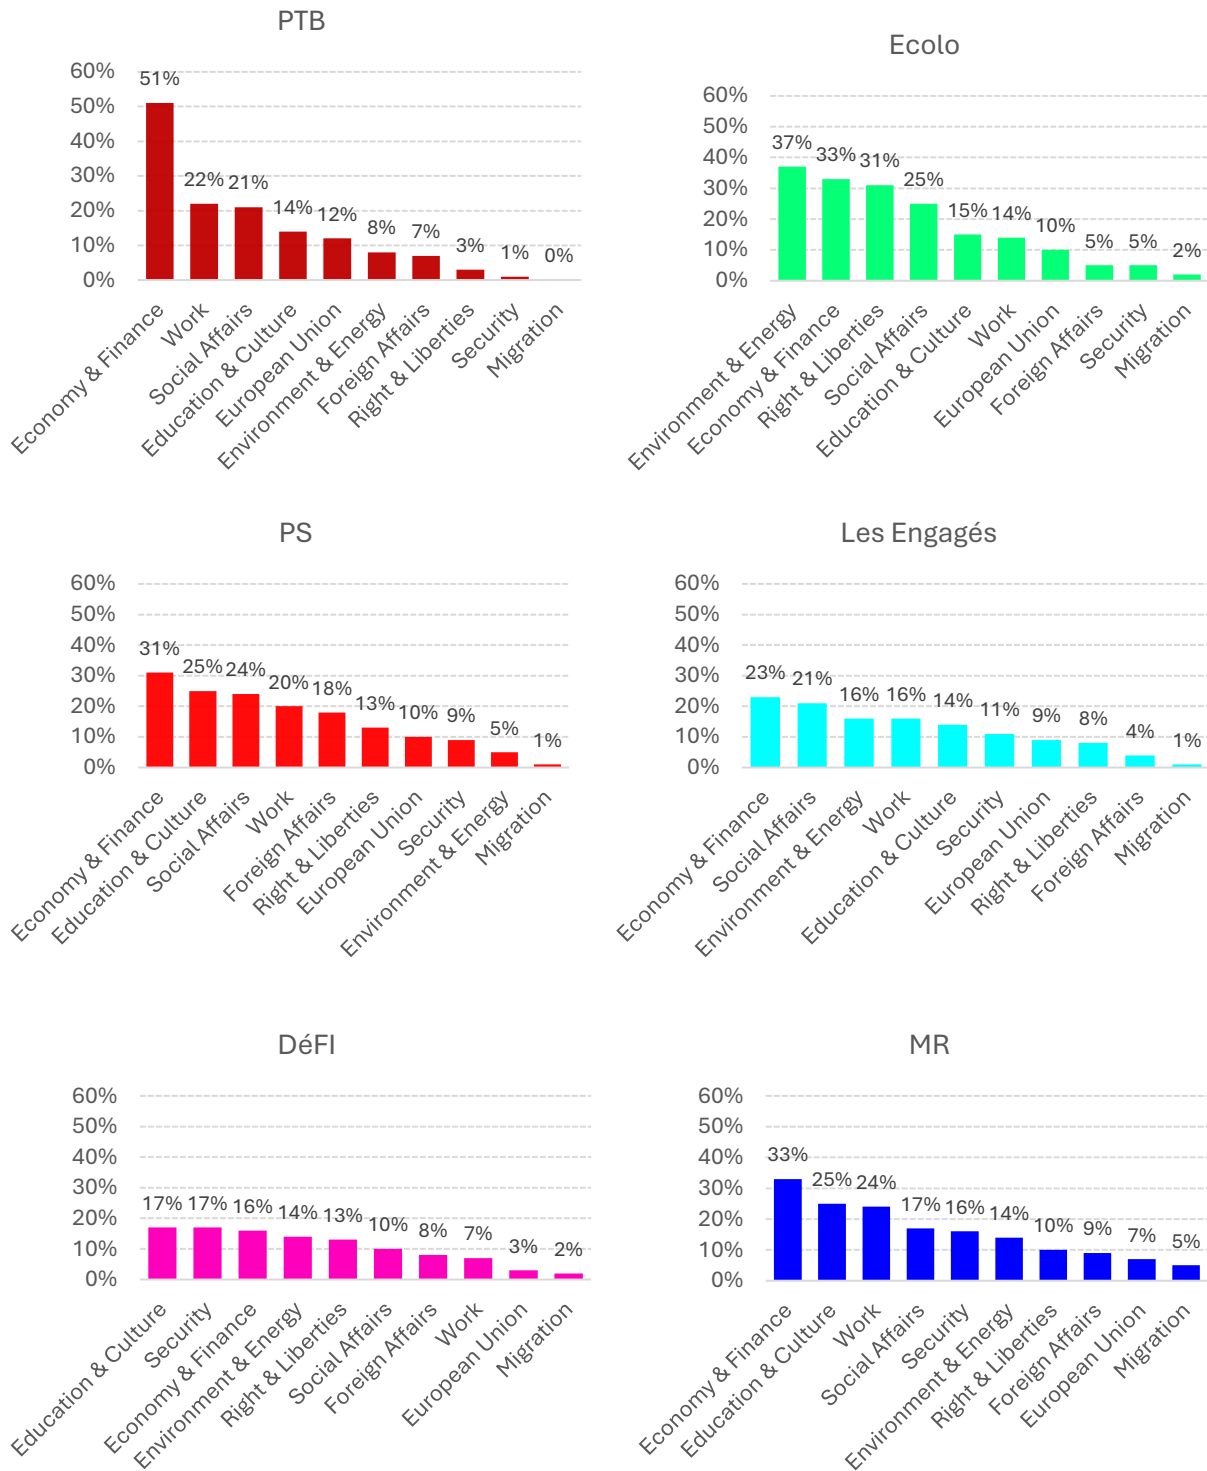 PTB
60%
50%
40%
30%
20%
10%
0%
51%
22%
21%
14%
12%
8%
7%
3%
1%
0%
Economy & Finance
Work
Social Affairs
Education & Culture
European Union
Environment & Energy
Foreign Affairs
Right & Liberties
Security
Migration
Ecolo
60%
50%
40%
30%
20%
10%
0%
37%
33%
31%
25%
15%
14%
10%
5%
5%
2%
Environment & Energy
Economy & Finance
Right & Liberties
Social Affairs
Education & Culture
Work
European Union
Foreign Affairs
Security
Migration
PS
60%
50%
40%
30%
20%
10%
0%
31%
25%
24%
20%
18%
13%
10%
9%
5%
1%
Economy & Finance
Education & Culture
Social Affairs
Work
Foreign Affairs
Right & Liberties
European Union
Security
Environment & Energy
Migration
Les Engagés
60%
50%
40%
30%
20%
10%
0%
23%
21%
16%
16%
14%
11%
9%
8%
4%
1%
Economy & Finance
Social Affairs
Environment & Energy
Work
Education & Culture
Security
European Union
Right & Liberties
Foreign Affairs
Migration
DéFI
60%
50%
40%
30%
20%
10%
0%
17%
17%
16%
14%
13%
10%
8%
7%
3%
2%
Education & Culture
Security
Economy & Finance
Environment & Energy
Right & Liberties
Social Affairs
Foreign Affairs
Work
European Union
Migration
MR
60%
50%
40%
30%
20%
10%
0%
33%
25%
24%
17%
16%
14%
10%
9%
7%
5%
Economy & Finance
Education & Culture
Work
Social Affairs
Security
Environment & Energy
Right & Liberties
Foreign Affairs
European Union
Migration